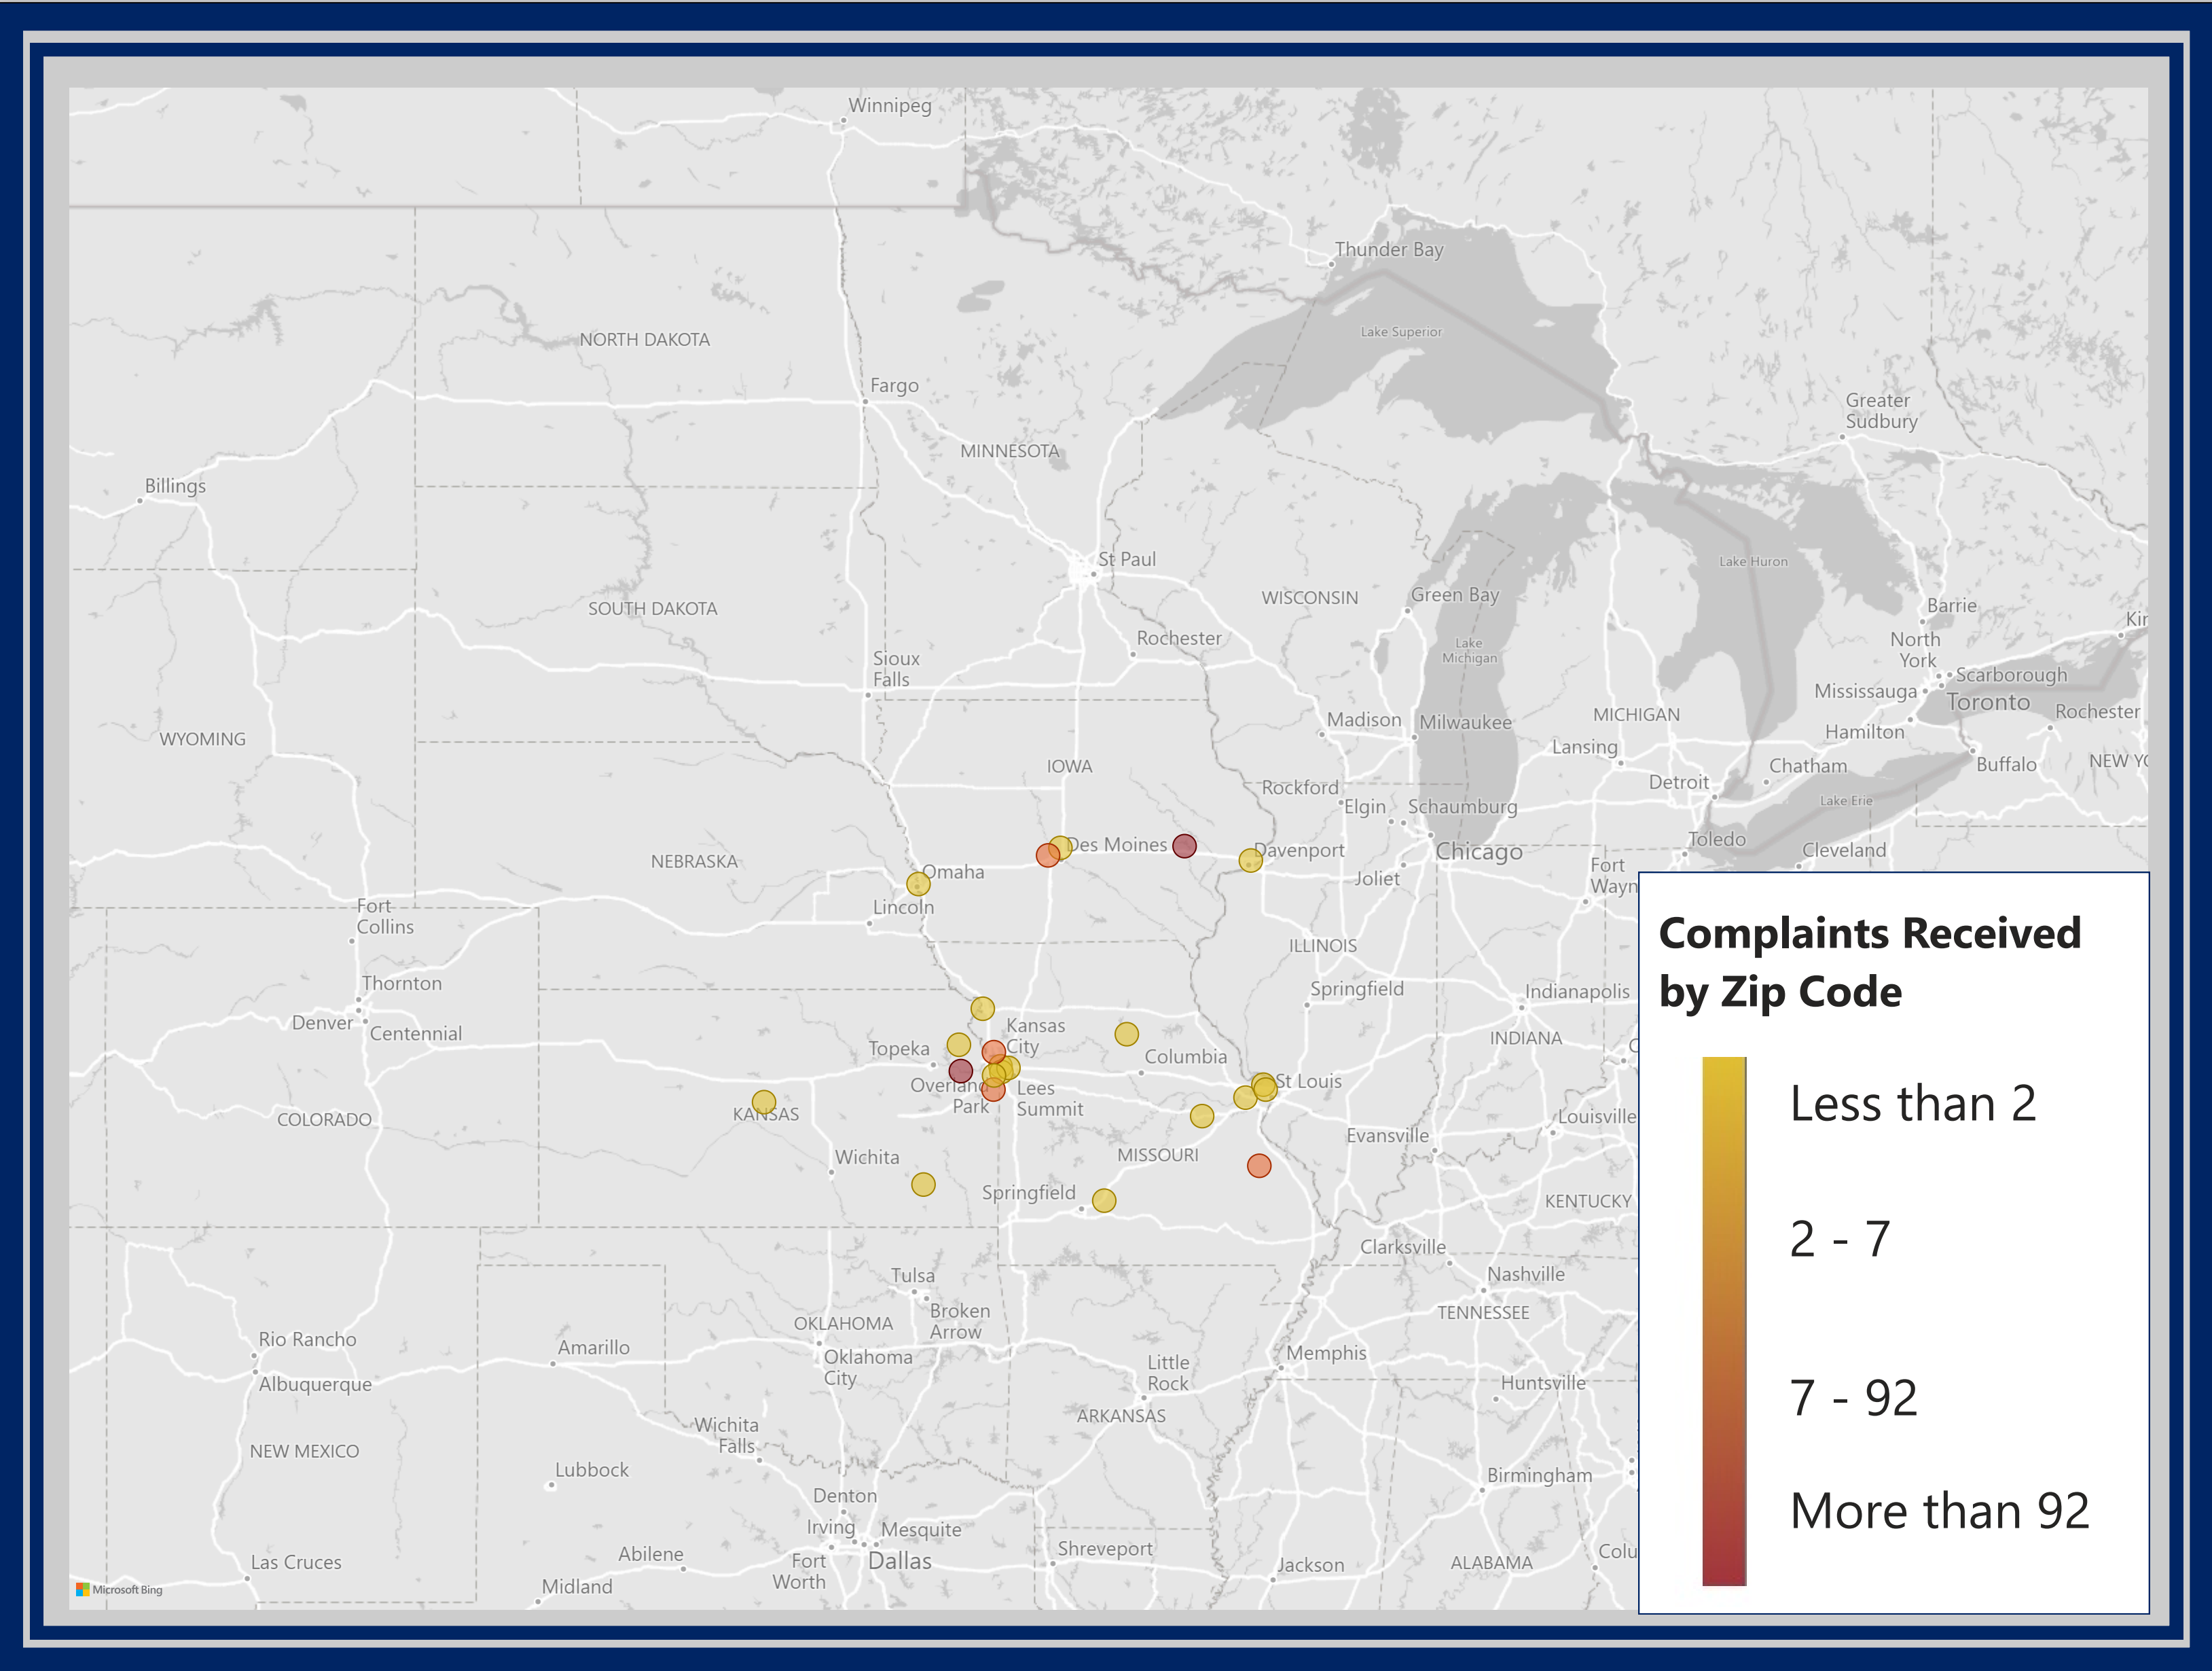 Winnipeg
Thunder Bay
Lake Superior
NORTH DAKOTA
Fargo
Greater
Sudbury
MINNESOTA
Billings
St Paul
Lake Huron
SOUTH DAKOTA
WISCONSIN
Green Bay
Barrie
Kir
Rochester
Lake
Michigan
North
York
Sioux
Falls
Scarborough
Mississauga
Toronto
WYOMING
Madison
Milwaukee
MICHIGAN
Rochester
Hamilton
Lansing
IOWA
Chatham
Buffalo
NEW YO
Rockford
Detroit
Elgin
Schaumburg
Lake Erie
Des Moines
Davenport
Chicago
Toledo
Cleveland
NEBRASKA
Omaha
Joliet
Fort
Wayn
Lincoln
Fort
Collins
ILLINOIS
Thornton
Springfield
Indianapolis
Denver
Centennial
Kansas
City
INDIANA
C
Topeka
Columbia
Overland
Park
Lees
Summit
St Louis
KANSAS
COLORADO
Louisville
Evansville
Wichita
MISSOURI
Springfield
KENTUCKY
Clarksville
Tulsa
Nashville
Broken
Arrow
TENNESSEE
OKLAHOMA
Rio Rancho
Amarillo
Oklahoma
City
Memphis
Little
Rock
Albuquerque
Huntsville
ARKANSAS
Wichita
Falls
NEW MEXICO
Lubbock
Birmingham
Denton
Irving
Mesquite
Abilene
Fort
Worth
Dallas
Shreveport
Las Cruces
Jackson
ALABAMA
Colu
Midland
Microsoft Bing
Complaints Received
by Zip Code
Less than 2
2 - 7
7 - 92
More than 92